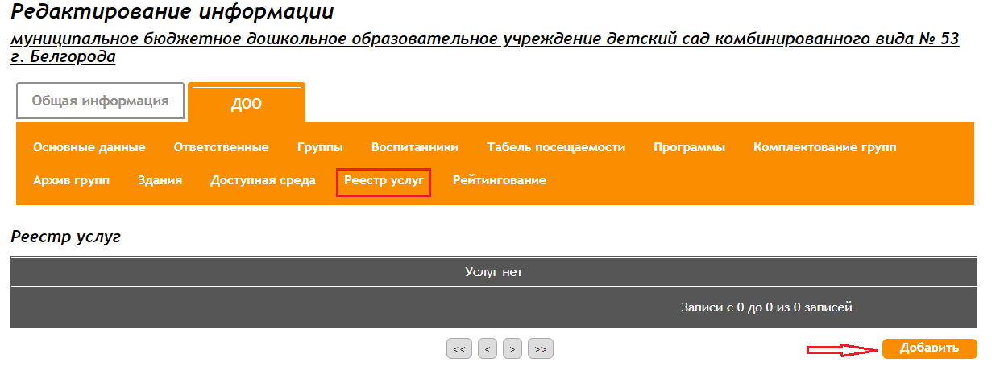 Редактирование информации
муниципальное бюджетное дошкольное образовательное учреждение детский сад комбинированного вида № 53
г. Белгорода
Общая информация ДОО
Основные данные Ответственные Группы Воспитанники Табель посещаемости Программы Комплектование групп
Архив групп Здания Доступная среда Реестр услуг Рейтингование
Реестр услуг
Услуг нет
Записи с 0 до 0 из 0 записей
<< < > >> Добавить